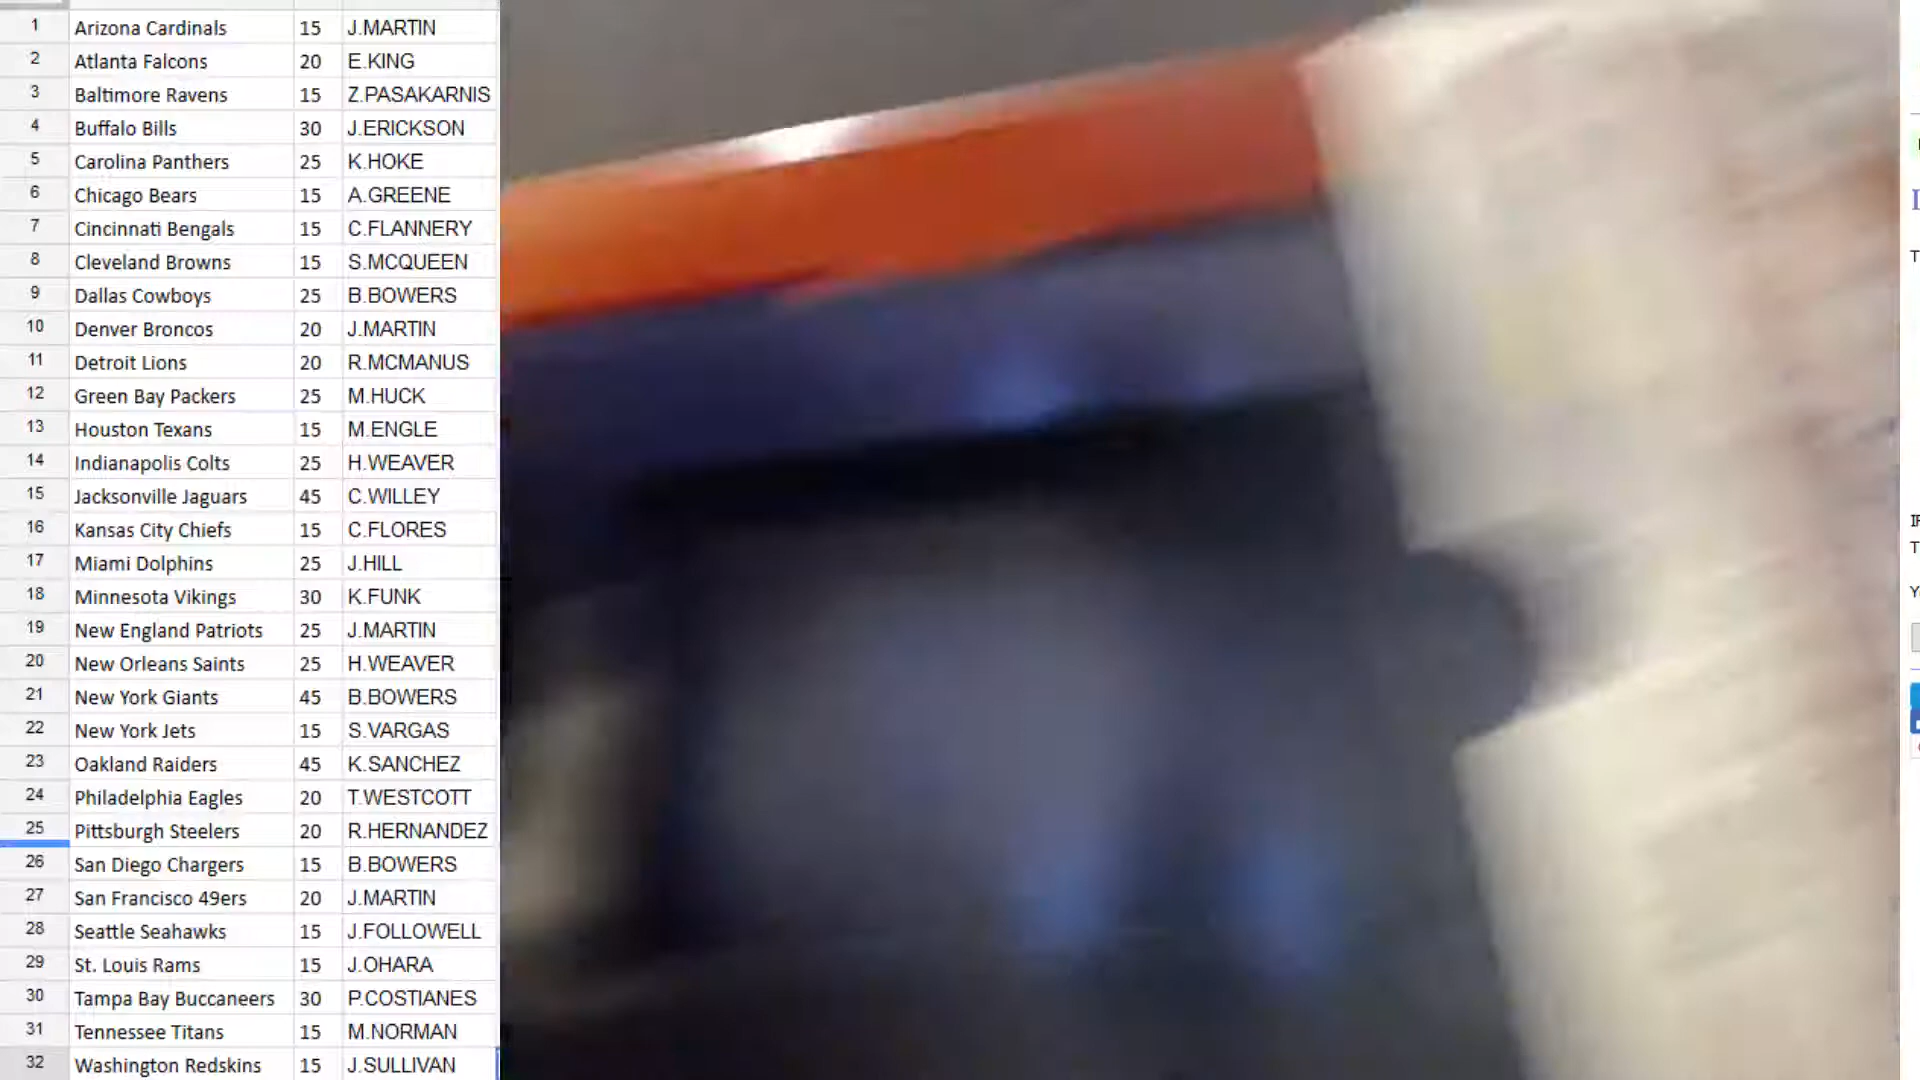 1 Arizona Cardinals 15 J.MARTIN
2 Atlanta Falcons 20 E.KING
3 Baltimore Ravens 15 Z.PASAKARNIS
4 Buffalo Bills 30 J.ERICKSON
5 Carolina Panthers 25 K.HOKE
6 Chicago Bears 15 A.GREENE
7 Cincinnati Bengals 15 C.FLANNERY
8 Cleveland Browns 15 S.MCQUEEN
9 Dallas Cowboys 25 B.BOWERS
10 Denver Broncos 20 J.MARTIN
11 Detroit Lions 20 R.MCMANUS
12 Green Bay Packers 25 M.HUCK
13 Houston Texans 15 M.ENGLE
14 Indianapolis Colts 25 H.WEAVER
15 Jacksonville Jaguars 45 C.WILLEY
16 Kansas City Chiefs 15 C.FLORES
17 Miami Dolphins 25 J.HILL
18 Minnesota Vikings 30 K.FUNK
19 New England Patriots 25 J.MARTIN
20 New Orleans Saints 25 H.WEAVER
21 New York Giants 45 B.BOWERS
22 New York Jets 15 S.VARGAS
23 Oakland Raiders 45 K.SANCHEZ
24 Philadelphia Eagles 20 T.WESTCOTT
25 Pittsburgh Steelers 20 R.HERNANDEZ
26 San Diego Chargers 15 B.BOWERS
27 San Francisco 49ers 20 J.MARTIN
28 Seattle Seahawks 15 J.FOLLOWELL
29 St. Louis Rams 15 J.OHARA
30 Tampa Bay Buccaneers 30 P.COSTIANES
31 Tennessee Titans 15 M.NORMAN
32 Washington Redskins 15 J.SULLIVAN